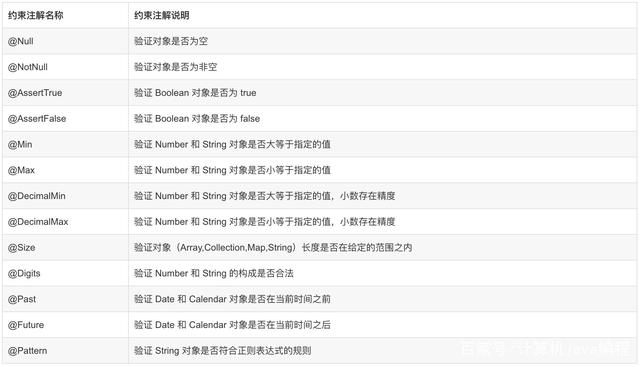 约束注解名称 约束注解说明
@Null 验证对象是否为空
@NotNull 验证对象是否为非空
@AssertTrue 验证 Boolean 对象是否为 true
@AssertFalse 验证 Boolean 对象是否为 false
@Min 验证 Number 和 String 对象是否大等于指定的值
@Max 验证 Number 和 String 对象是否小等于指定的值
@DecimalMin 验证 Number 和 String 对象是否大等于指定的值，小数存在精度
@DecimalMax 验证 Number 和 String 对象是否小等于指定的值，小数存在精度
@Size 验证对象（Array,Collection,Map,String）长度是否在给定的范围之内
@Digits 验证 Number 和 String 的构成是否合法
@Past 验证 Date 和 Calendar 对象是否在当前时间之前
@Future 验证 Date 和 Calendar 对象是否在当前时间之后
@Pattern 验证 String 对象是否符合正则表达式的规则
百家号/计算机java编程